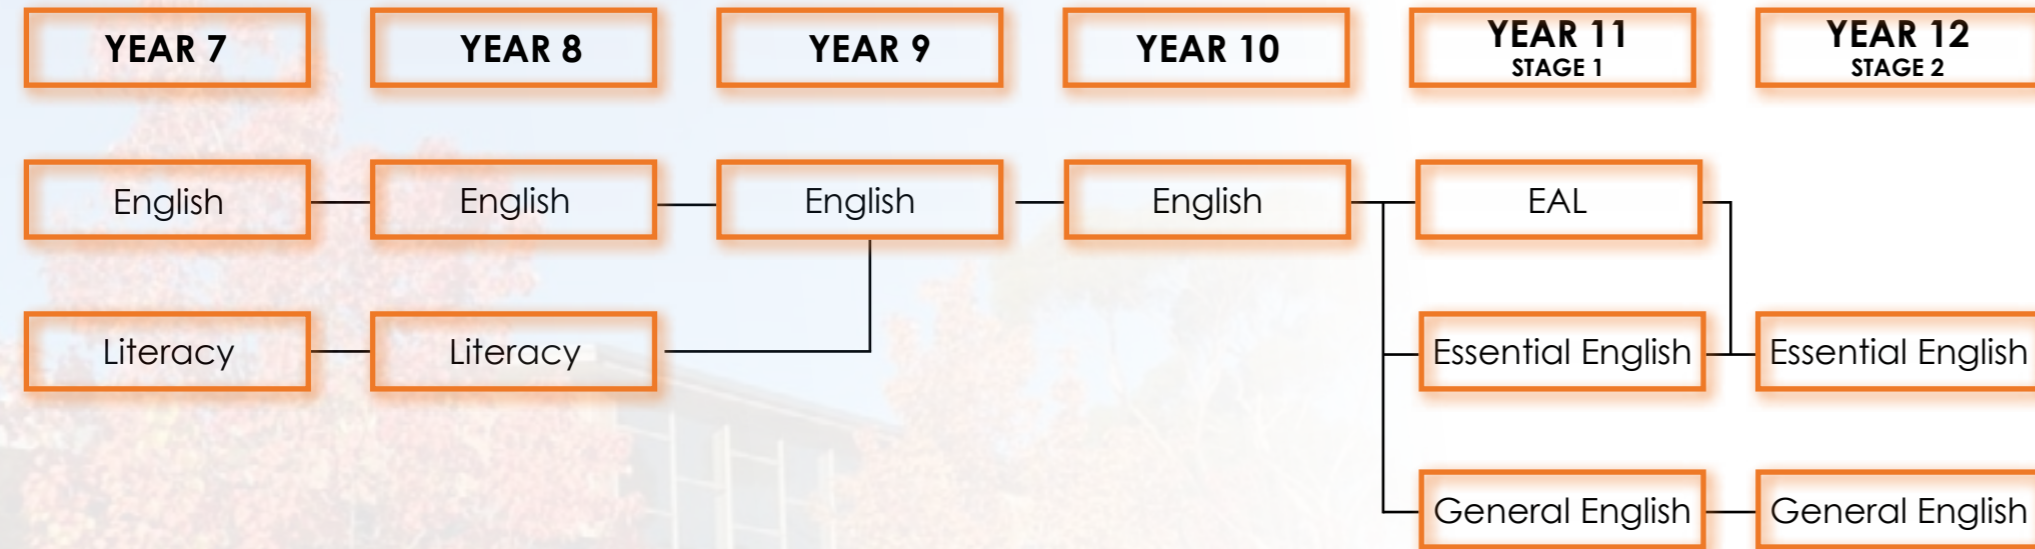 YEAR 7
YEAR 8
YEAR 9
YEAR 10
YEAR 11
STAGE 1
YEAR 12
STAGE 2
English
English
English
English
EAL
Literacy
Literacy
Essential English
Essential English
General English
General English